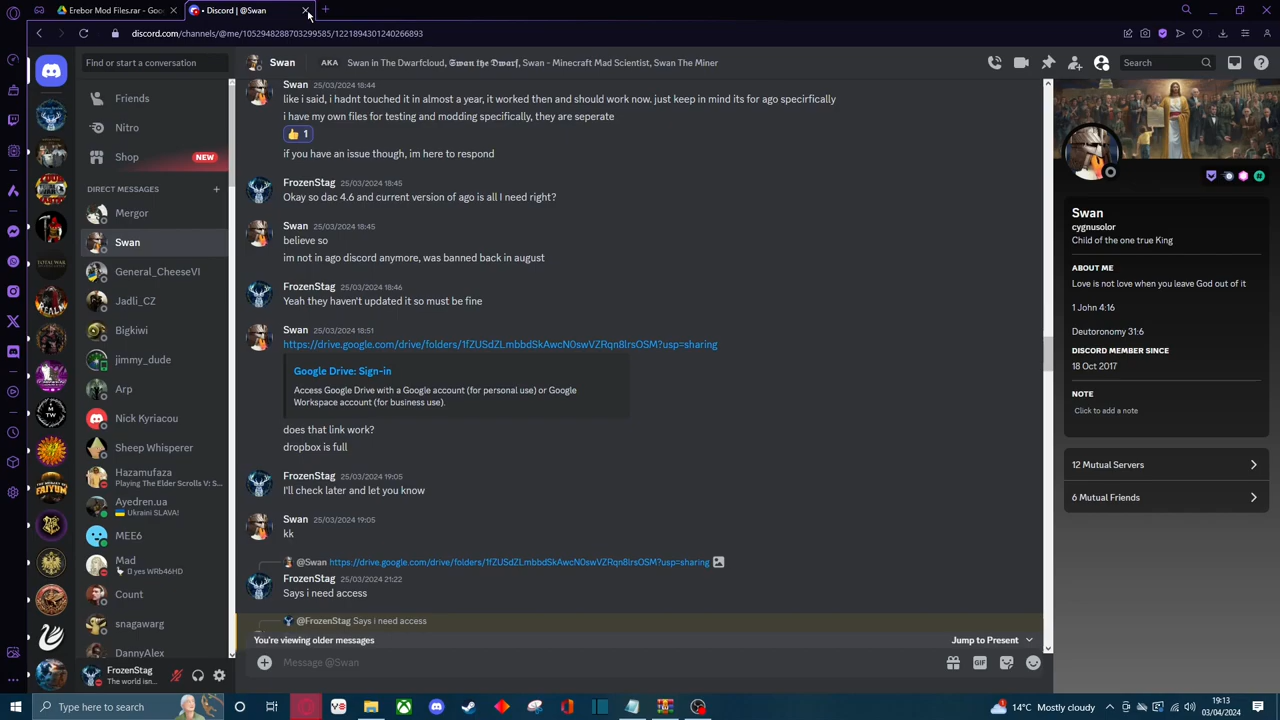 Erebor Mod Files.rar - Goo
• Discord | @Swan
discord.com/channels/@me/1052948288703299585/1221894301240266893
Find or start a conversation
Swan
AKA
Swan in The Dwarfcloud, 𝕾𝖜𝖆𝖓 𝖙𝖍𝖊 𝕯𝖜𝖆𝖗𝖋, Swan - Minecraft Mad Scientist, Swan The Miner
Search
Friends
Nitro
Shop
NEW
DIRECT MESSAGES
Mergor
Swan
General_CheeseVI
Jadli_CZ
Bigkiwi
jimmy_dude
Arp
Nick Kyriacou
Sheep Whisperer
Hazamufaza
Playing The Elder Scrolls V: S...
Ayedren.ua
Ukraini SLAVA!
MEE6
Mad
yes WRb46HD
Count
snagawarg
DannyAlex
FrozenStag
The world isn...
Swan 25/03/2024 18:44
like i said, i hadnt touched it in almost a year, it worked then and should work now. just keep in mind its for ago specirfically
i have my own files for testing and modding specifically, they are seperate
1
if you have an issue though, im here to respond
FrozenStag 25/03/2024 18:45
Okay so dac 4.6 and current version of ago is all I need right?
Swan 25/03/2024 18:45
believe so
im not in ago discord anymore, was banned back in august
FrozenStag 25/03/2024 18:46
Yeah they haven't updated it so must be fine
Swan 25/03/2024 18:51
https://drive.google.com/drive/folders/1fZUSdZLmbbdSkAwcN0swVZRqn8lrsOSM?usp=sharing
Google Drive: Sign-in
Access Google Drive with a Google account (for personal use) or Google
Workspace account (for business use).
does that link work?
dropbox is full
FrozenStag 25/03/2024 19:05
I'll check later and let you know
Swan 25/03/2024 19:05
kk
@Swan https://drive.google.com/drive/folders/1fZUSdZLmbbdSkAwcN0swVZRqn8lrsOSM?usp=sharing
FrozenStag 25/03/2024 21:22
Says i need access
@FrozenStag Says i need access
You're viewing older messages
Jump to Present
Message @Swan
GIF
Swan
cygnusolor
Child of the one true King
ABOUT ME
Love is not love when you leave God out of it
1 John 4:16
Deutoronomy 31:6
DISCORD MEMBER SINCE
18 Oct 2017
NOTE
Click to add a note
12 Mutual Servers
6 Mutual Friends
Type here to search
14°C Mostly cloudy
19:13
03/04/2024